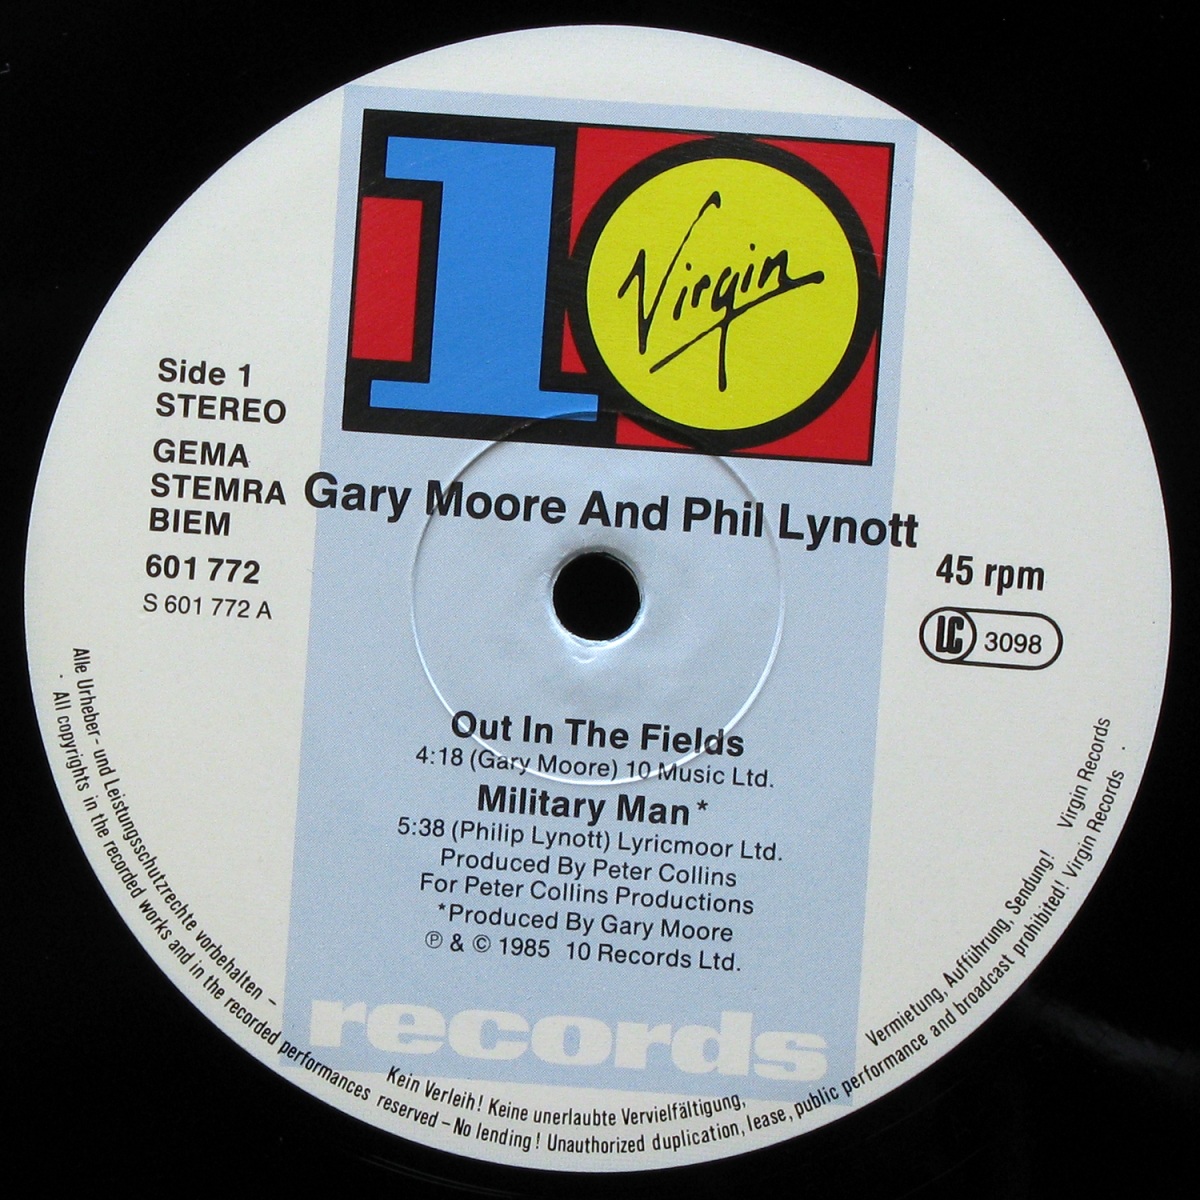 10
Virgin
Side 1
STEREO
GEMA
STEMRA
BIEM
601 772
S 601 772 A
Gary Moore And Phil Lynott
45 rpm
LC 3098
Out In The Fields
4:18 (Gary Moore) 10 Music Ltd.
Military Man*
5:38 (Philip Lynott) Lyricmoor Ltd.
Produced By Peter Collins
For Peter Collins Productions
*Produced By Gary Moore
℗ & © 1985 10 Records Ltd.
records
Alle Urheber- und Leistungsschutzrechte vorbehalten – Kein Verleih! Keine unerlaubte Vervielfältigung, Vermietung, Aufführung, Sendung! Virgin Records
· All copyrights in the recorded works and in the recorded performances reserved – No lending! Unauthorized duplication, lease, public performance and broadcast prohibited! Virgin Records ·